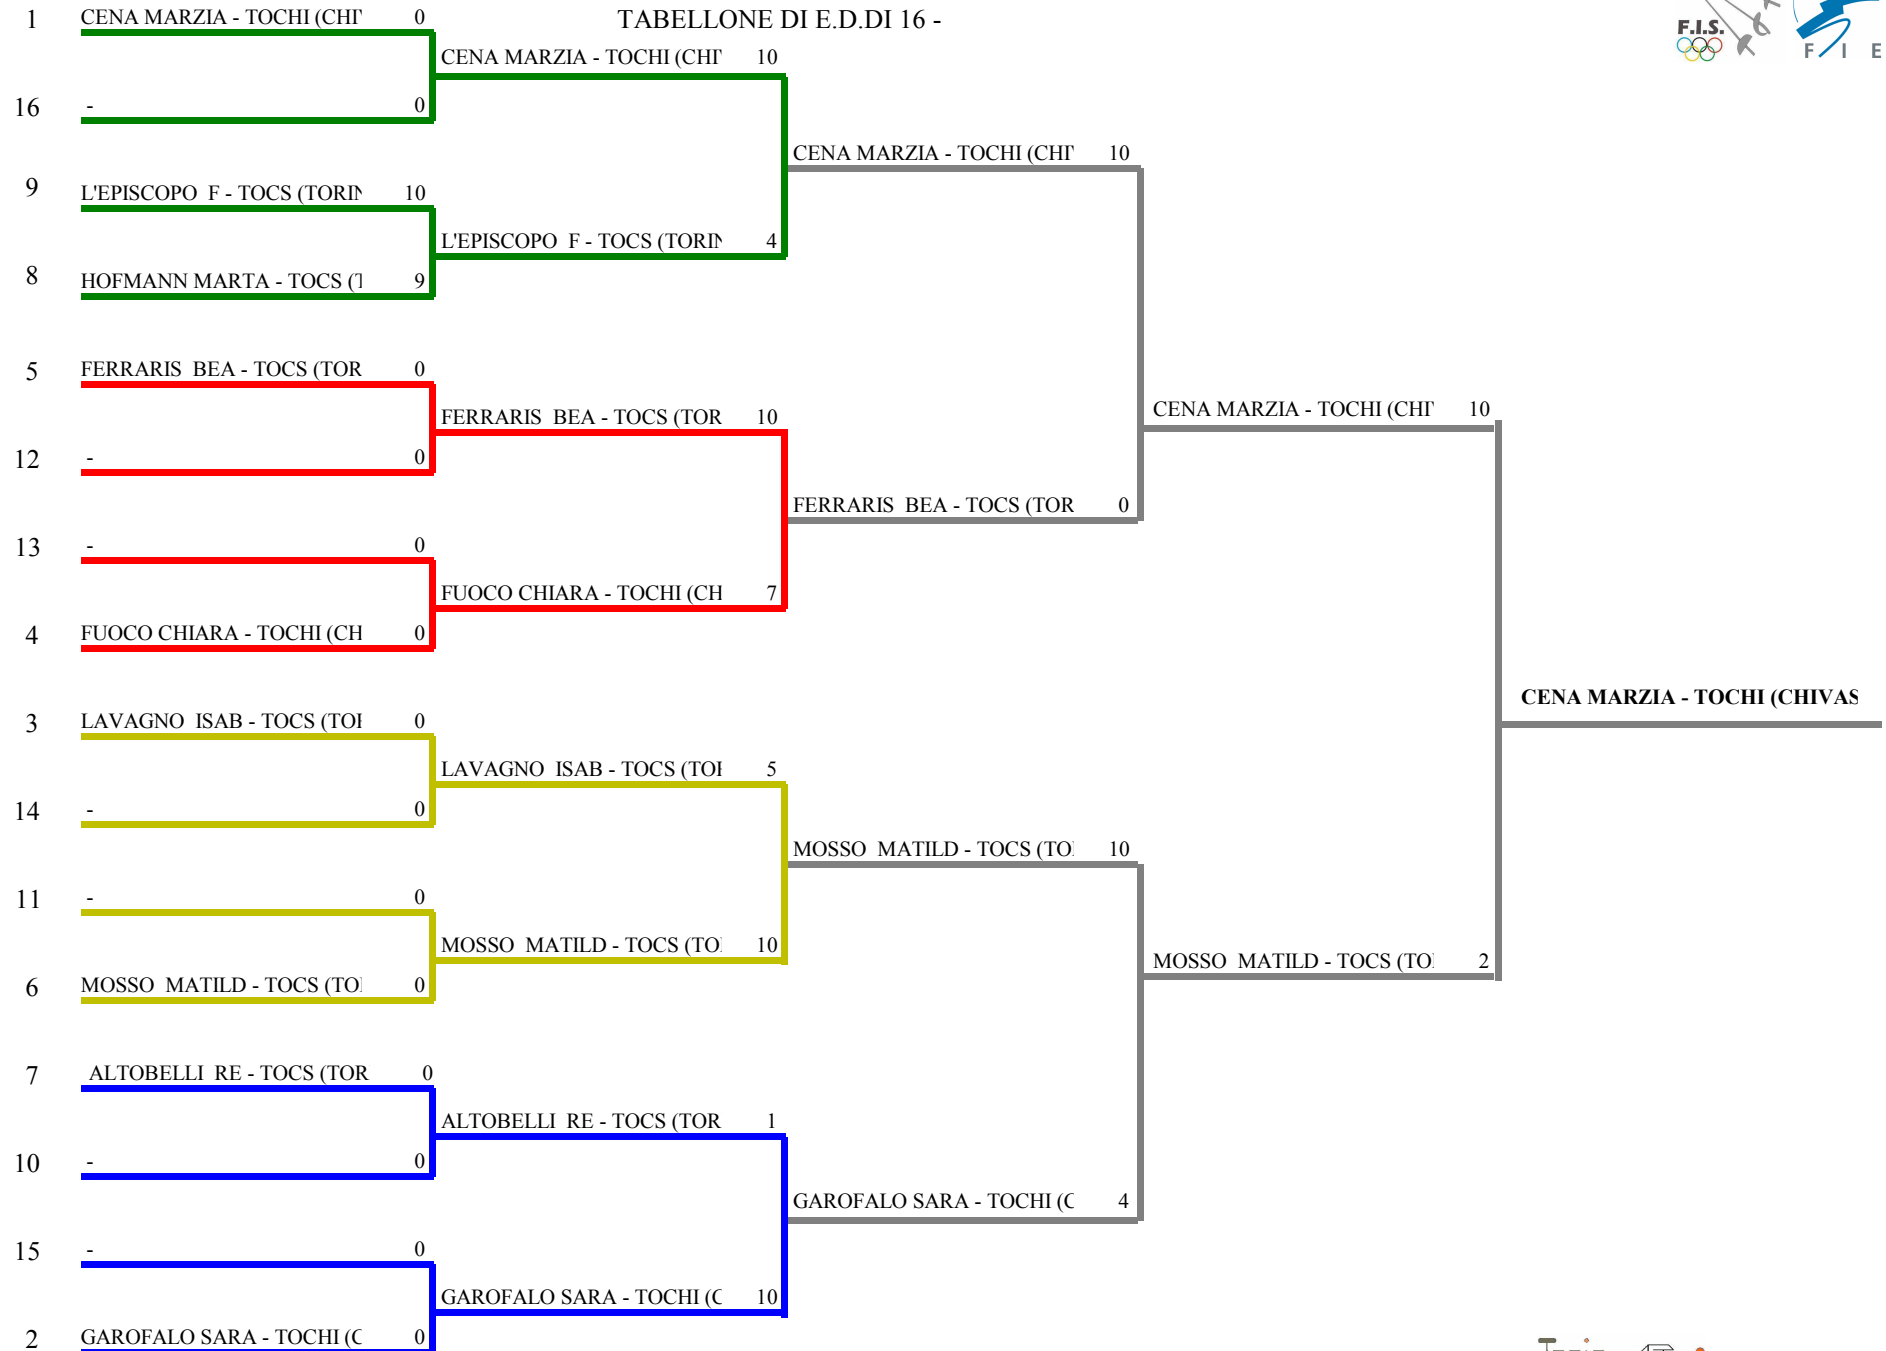 TABELLONE DI E.D.DI 16 -
F.I.S.
F I E
1 CENA MARZIA - TOCHI (CHI 0
CENA MARZIA - TOCHI (CHI 10
16 - 0
CENA MARZIA - TOCHI (CHI 10
9 L'EPISCOPO F - TOCS (TORIN 10
L'EPISCOPO F - TOCS (TORIN 4
8 HOFMANN MARTA - TOCS (T 9
5 FERRARIS BEA - TOCS (TOR 0
CENA MARZIA - TOCHI (CHI 10
FERRARIS BEA - TOCS (TOR 10
12 - 0
FERRARIS BEA - TOCS (TOR 0
13 - 0
FUOCO CHIARA - TOCHI (CH 7
4 FUOCO CHIARA - TOCHI (CH 0
CENA MARZIA - TOCHI (CHIVAS
3 LAVAGNO ISAB - TOCS (TO 0
LAVAGNO ISAB - TOCS (TO 5
14 - 0
MOSSO MATILD - TOCS (TO 10
11 - 0
MOSSO MATILD - TOCS (TO 10
MOSSO MATILD - TOCS (TO 2
6 MOSSO MATILD - TOCS (TO 0
7 ALTOBELLI RE - TOCS (TOR 0
ALTOBELLI RE - TOCS (TOR 1
10 - 0
GAROFALO SARA - TOCHI (C 4
15 - 0
GAROFALO SARA - TOCHI (C 10
2 GAROFALO SARA - TOCHI (C 0